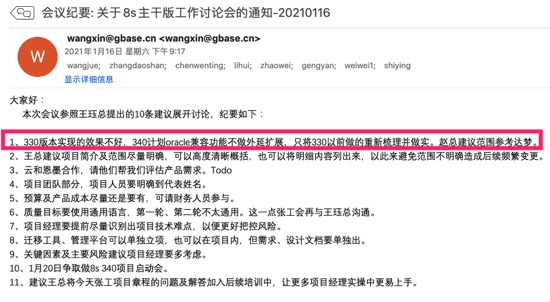 会议纪要: 关于8s主干版工作讨论会的通知-20210116
W
wangxin@gbase.cn <wangxin@gbase.cn>
2021年1月16日 星期六 下午9:17
wangjue; zhangdaoshan; chenwenting; lihui; zhaowei; gengyan; weiwei1; shiying
显示详细信息
大家好：
本次会议参照王珏总提出的10条建议展开讨论，纪要如下：
1、330版本实现的效果不好，340计划oracle兼容功能不做外延扩展，只将330以前做的重新梳理并做实。赵总建议范围参考达梦。
2、王总建议项目简介及范围尽量明确，可以高度清晰概括，也可以将明细内容列出来，以此来避免范围不明确造成后续频繁变更。
3、云和恩墨合作，请他们帮我们评估产品需求。Todo
4、项目团队部分，项目人员要明确到代表姓名。
5、预算及产品成本尽量还是要有，可请财务人员参与。
6、质量目标要使用通用语言，第一轮、第二轮不太通用。这一点张工会再与王珏总沟通。
7、项目经理要提前尽量识别出项目技术难点，以便更好把控风险。
8、迁移工具、管理平台可以单独立项，也可以在项目内，但需求、设计文档要单独出。
9、关键因素及主要风险建议项目经理要多考虑。
10、1月20日争取做8s 340项目启动会。
11、建议王总将今天张工项目章程的问题及解答加入后续培训中，让更多项目经理实操中更易上手。